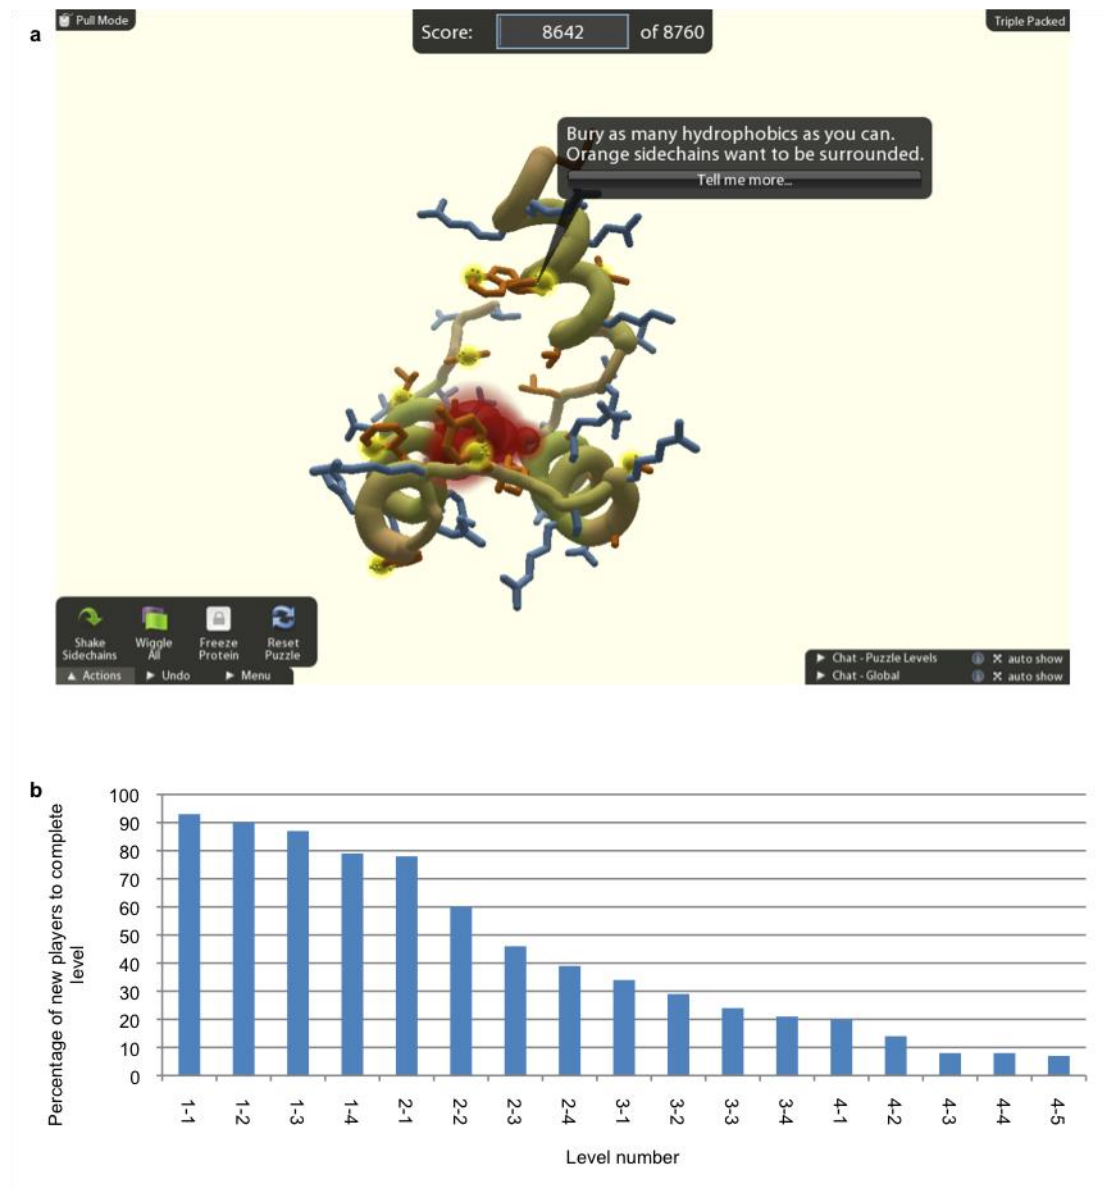 a
Pull Mode
Score: 8642 of 8760
Triple Packed
Bury as many hydrophobics as you can.
Orange sidechains want to be surrounded.
Tell me more...
Shake Sidechains
Wiggle All
Freeze Protein
Reset Puzzle
▲ Actions ▶ Undo ▶ Menu
▶ Chat - Puzzle Levels auto show
▶ Chat - Global auto show
b
Percentage of new players to complete
level
100
90
80
70
60
50
40
30
20
10
0
1-1 1-2 1-3 1-4 2-1 2-2 2-3 2-4 3-1 3-2 3-3 3-4 4-1 4-2 4-3 4-4 4-5
Level number